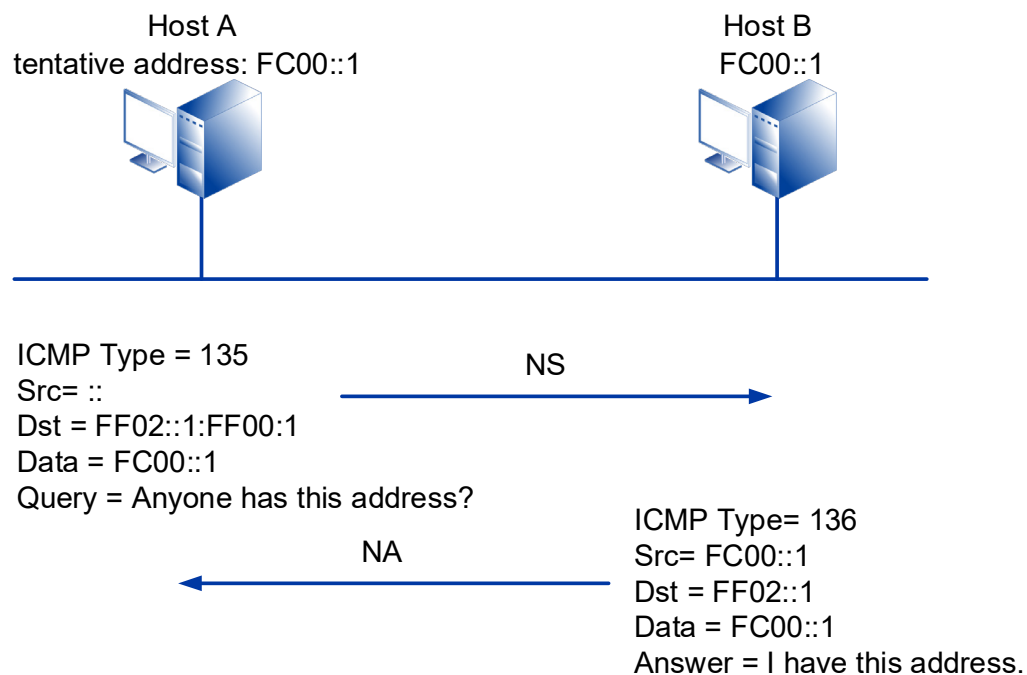 Host A
tentative address: FC00::1
Host B
FC00::1
ICMP Type = 135
Src= ::
Dst = FF02::1:FF00:1
Data = FC00::1
Query = Anyone has this address?
NS
NA
ICMP Type= 136
Src= FC00::1
Dst = FF02::1
Data = FC00::1
Answer = I have this address.